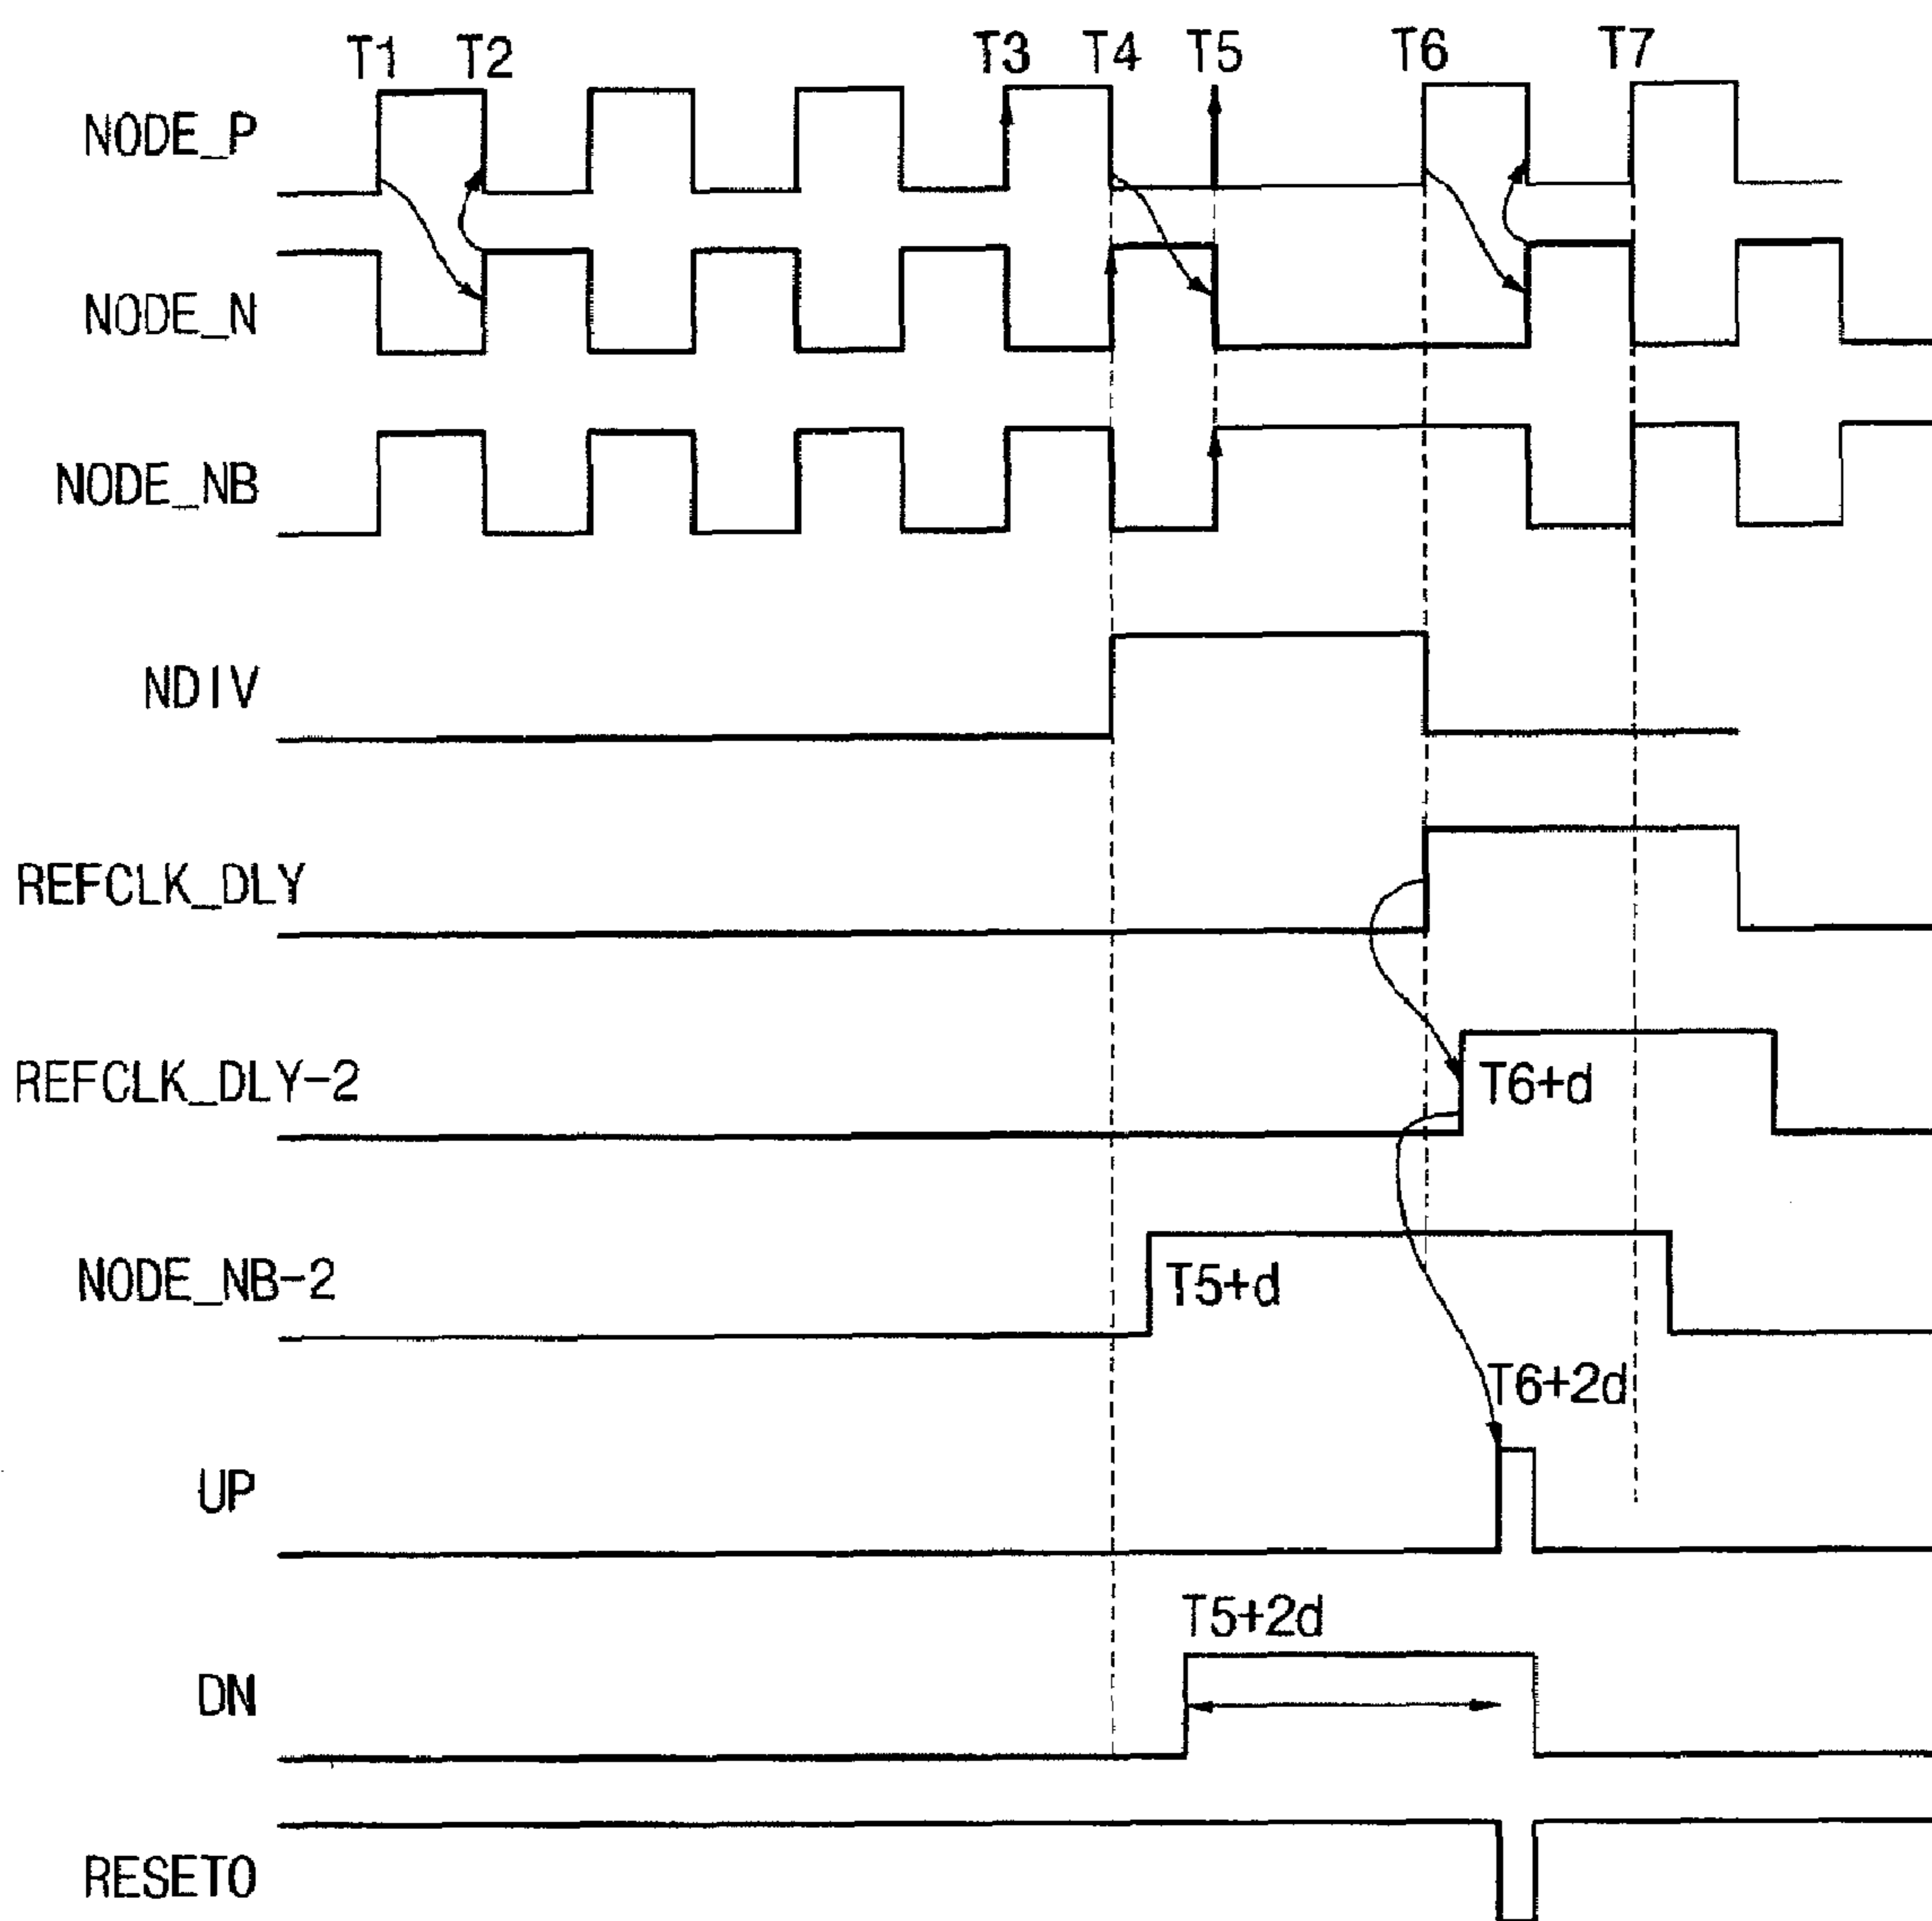 T1 T2 T3 T4 T5 T6 T7
NODE_P
NODE_N
NODE_NB
NDIV
REFCLK_DLY
REFCLK_DLY-2
T6+d
NODE_NB-2
T5+d
T6+2d
UP
T5+2d
DN
RESETO